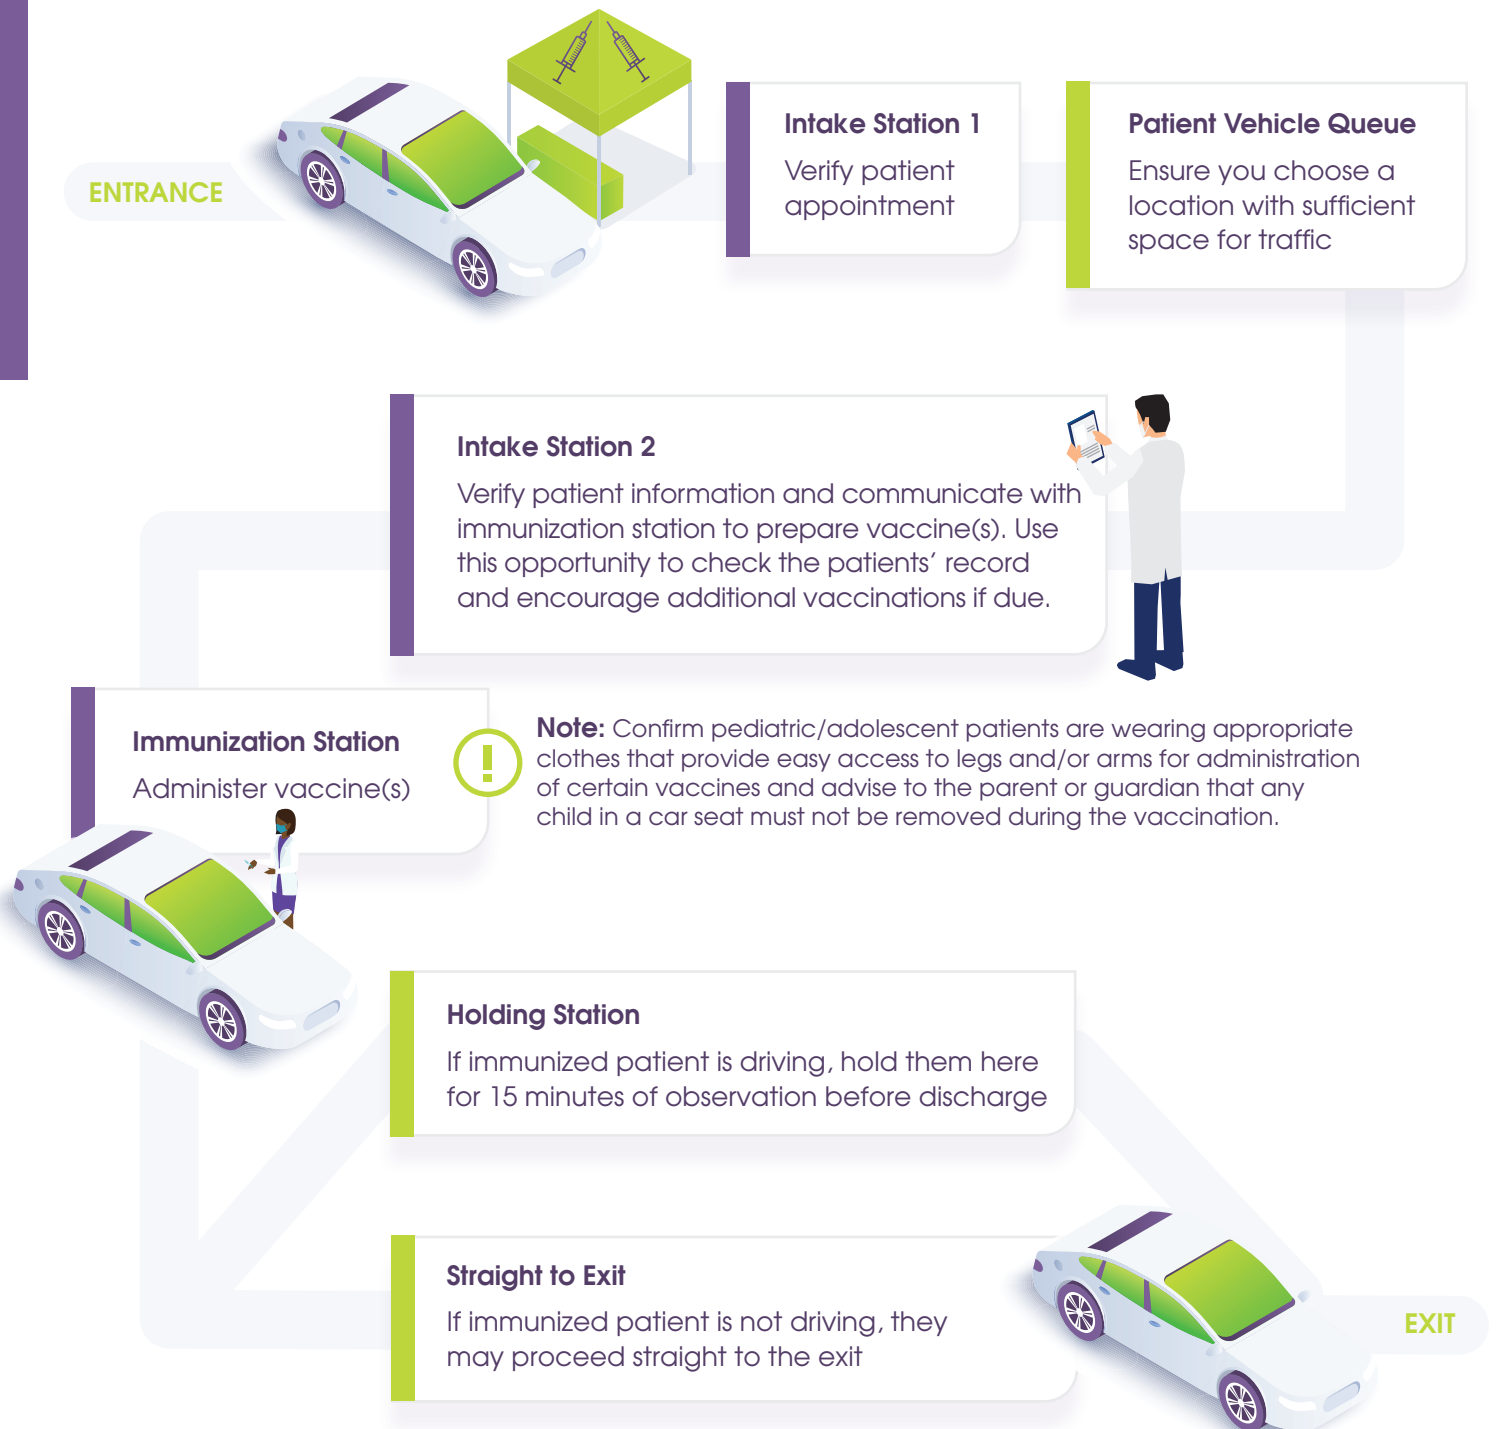 ENTRANCE
Intake Station 1
Verify patient
appointment
Patient Vehicle Queue
Ensure you choose a
location with sufficient
space for traffic
Intake Station 2
Verify patient information and communicate with
immunization station to prepare vaccine(s). Use
this opportunity to check the patients’ record
and encourage additional vaccinations if due.
Immunization Station
Administer vaccine(s)
Note: Confirm pediatric/adolescent patients are wearing appropriate
clothes that provide easy access to legs and/or arms for administration
of certain vaccines and advise to the parent or guardian that any
child in a car seat must not be removed during the vaccination.
Holding Station
If immunized patient is driving, hold them here
for 15 minutes of observation before discharge
Straight to Exit
If immunized patient is not driving, they
may proceed straight to the exit
EXIT